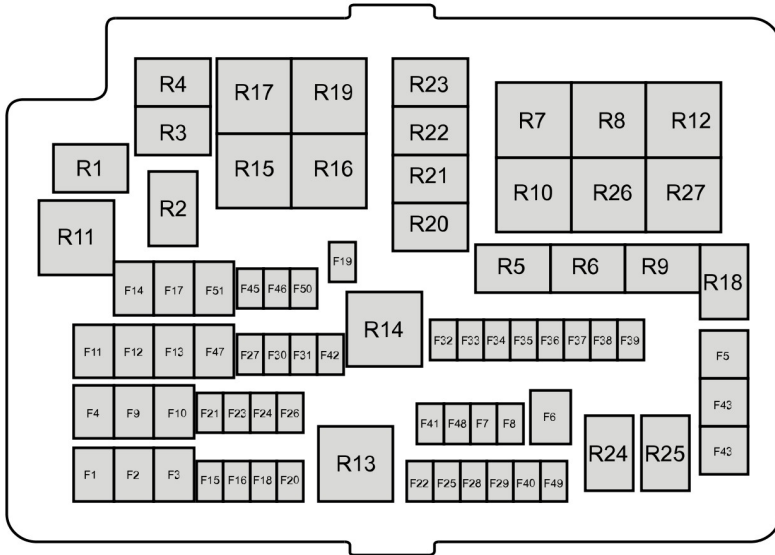 R4
R17 R19
R23
R3
R22
R7 R8 R12
R1
R15 R16
R21
R2
R10 R26 R27
R11
R20
F19
R5 R6 R9
R18
F14 F17 F51
F45 F46 F50
R14
F11 F12 F13 F47
F27 F30 F31 F42
F32 F33 F34 F35 F36 F37 F38 F39
F5
F4 F9 F10
F21 F23 F24 F26
F41 F48 F7 F8
F6
F43
R13
R24 R25
F43
F1 F2 F3
F15 F16 F18 F20
F22 F25 F28 F29 F40 F49